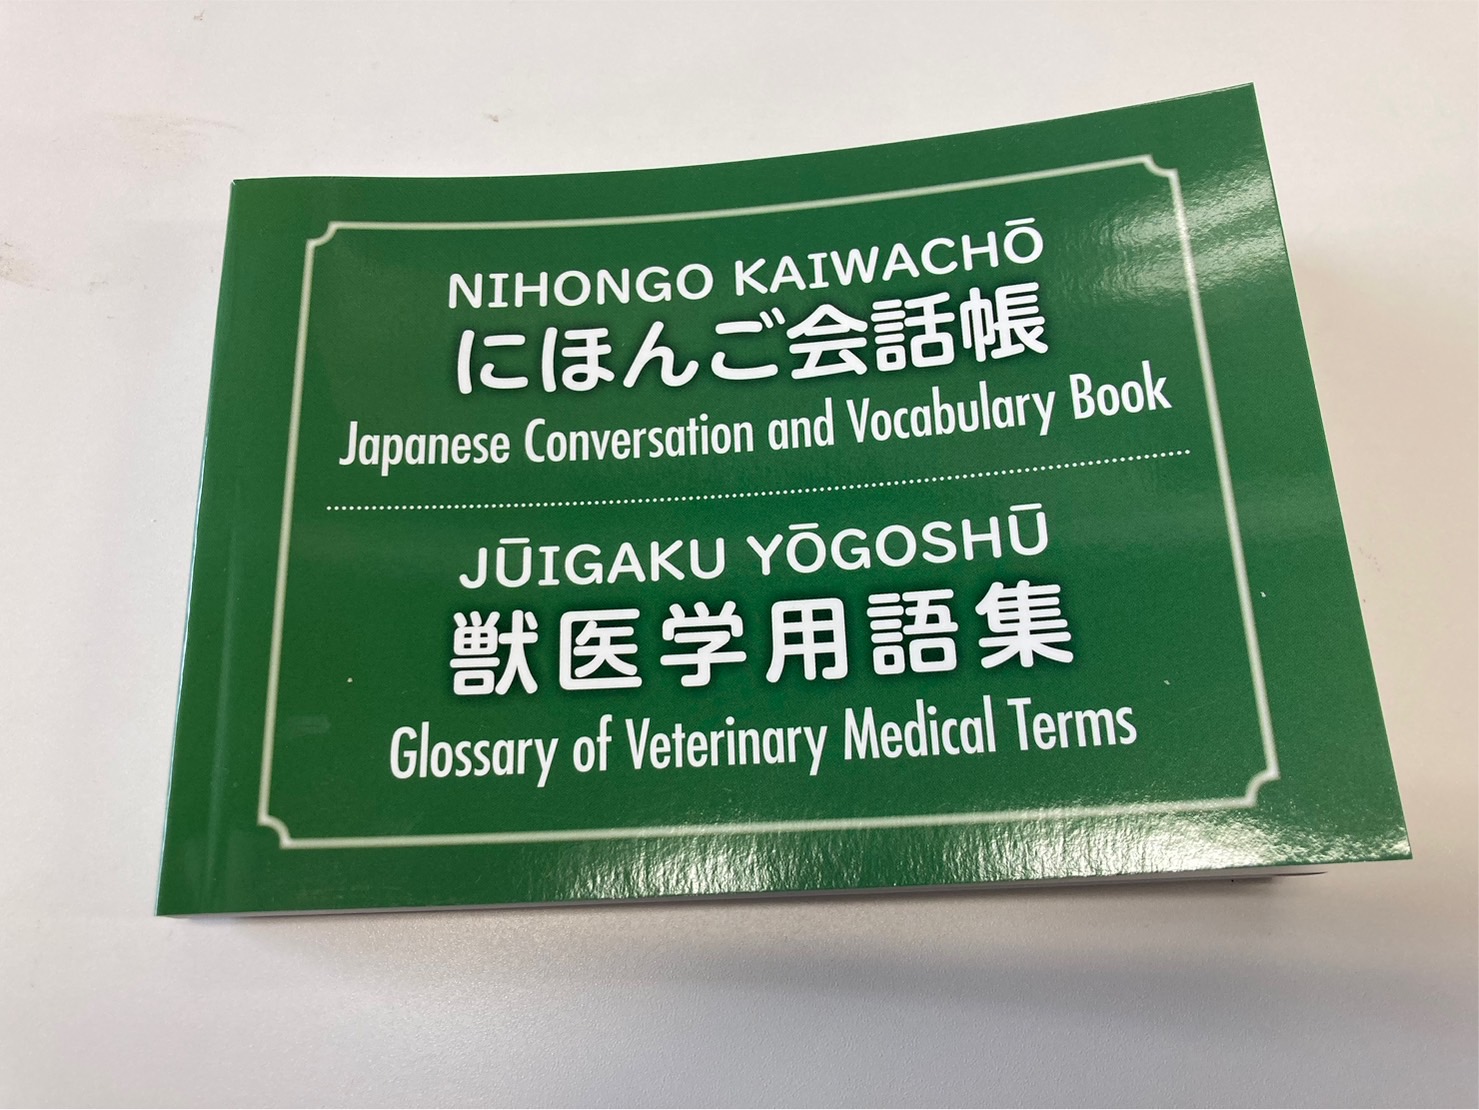 NIHONGO KAIWACHŌ
にほんご会話帳
Japanese Conversation and Vocabulary Book
JŪIGAKU YŌGOSHŪ
獣医学用語集
Glossary of Veterinary Medical Terms